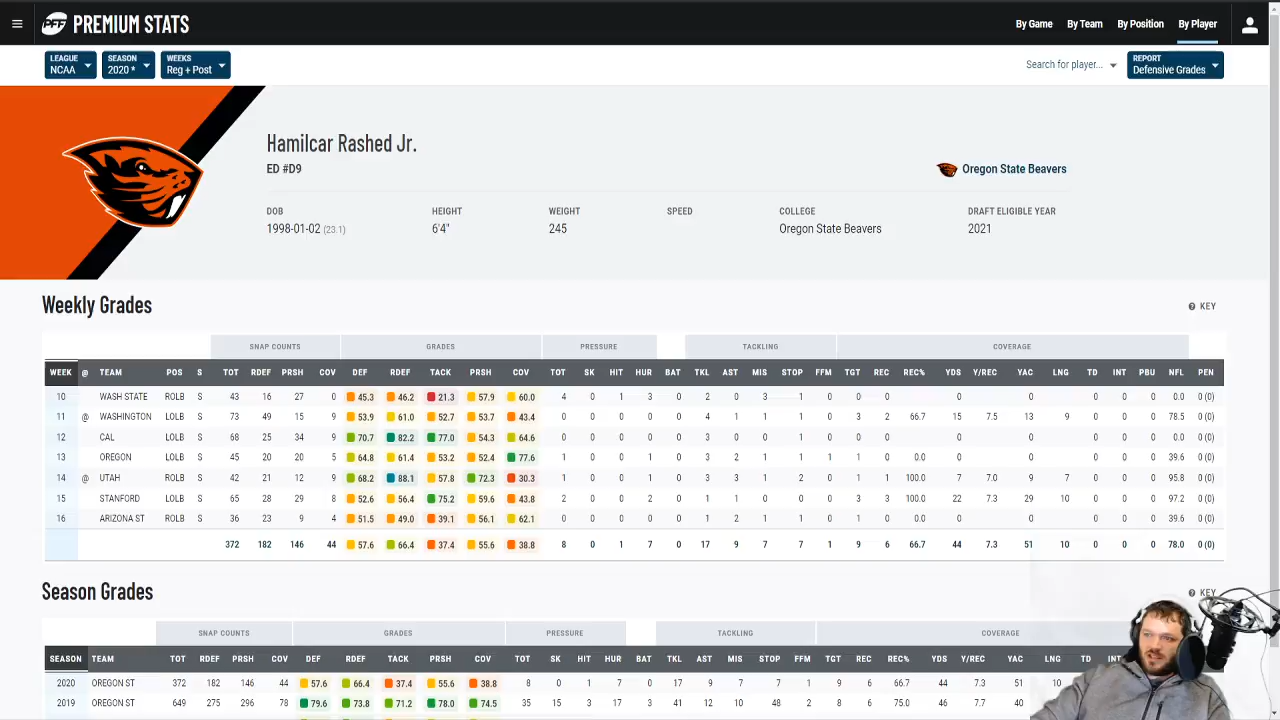 PFF PREMIUM STATS By Game By Team By Position By Player
LEAGUE NCAA SEASON 2020 * WEEKS Reg + Post Search for player... REPORT Defensive Grades
Hamilcar Rashed Jr.
ED #D9 Oregon State Beavers
DOB HEIGHT WEIGHT SPEED COLLEGE DRAFT ELIGIBLE YEAR
1998-01-02 (23.1) 6'4" 245 Oregon State Beavers 2021
Weekly Grades KEY
SNAP COUNTS GRADES PRESSURE TACKLING COVERAGE
WEEK @ TEAM POS S TOT RDEF PRSH COV DEF RDEF TACK PRSH COV TOT SK HIT HUR BAT TKL AST MIS STOP FFM TGT REC REC% YDS Y/REC YAC LNG TD INT PBU NFL PEN
10 WASH STATE ROLB S 43 16 27 0 45.3 46.2 21.3 57.9 60.0 4 0 1 3 0 2 0 3 1 0 0 0 0 0 0 0 0 0 0.0 0 (0)
11 @ WASHINGTON ROLB S 73 49 15 9 53.9 61.0 52.7 53.7 43.4 0 0 0 0 0 4 1 1 1 0 3 2 66.7 15 7.5 13 9 0 0 0 78.5 0 (0)
12 CAL LOLB S 68 25 34 9 70.7 82.2 77.0 54.3 64.6 0 0 0 0 0 3 0 0 1 0 0 0 0 0 0 0 0 0 0.0 0 (0)
13 OREGON LOLB S 45 20 20 5 64.8 61.4 53.2 52.4 77.6 1 0 0 1 0 3 2 1 1 1 1 0 0.0 0 0 0 0 0 0 39.6 0 (0)
14 @ UTAH ROLB S 42 21 12 9 68.2 88.1 57.8 72.3 30.3 1 0 0 1 0 3 3 1 2 0 1 1 100.0 7 7.0 9 7 0 0 0 95.8 0 (0)
15 STANFORD LOLB S 65 28 29 8 52.6 56.4 75.2 59.6 43.8 2 0 0 2 0 1 1 0 0 0 3 3 100.0 22 7.3 29 10 0 0 0 97.2 0 (0)
16 ARIZONA ST ROLB S 36 23 9 4 51.5 49.0 39.1 56.1 62.1 0 0 0 0 0 1 2 1 1 0 1 0 0.0 0 0 0 0 0 0 39.6 0 (0)
372 182 146 44 57.6 66.4 37.4 55.6 38.8 8 0 1 7 0 17 9 7 7 1 9 6 66.7 44 7.3 51 10 0 0 0 78.0 0 (0)
Season Grades KEY
SNAP COUNTS GRADES PRESSURE TACKLING COVERAGE
SEASON TEAM TOT RDEF PRSH COV DEF RDEF TACK PRSH COV TOT SK HIT HUR BAT TKL AST MIS STOP FFM TGT REC REC% YDS Y/REC YAC LNG TD INT
2020 OREGON ST 372 182 146 44 57.6 66.4 37.4 55.6 38.8 8 0 1 7 0 17 9 7 7 1 9 6 66.7 44 7.3 51 10
2019 OREGON ST 649 275 296 78 79.6 73.8 71.2 78.0 74.5 35 15 3 17 3 41 12 10 48 2 8 6 75.0 46 7.7 40